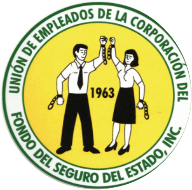 UNIÓN DE EMPLEADOS DE LA CORPORACIÓN DEL
FONDO DEL SEGURO DEL ESTADO, INC.
1963